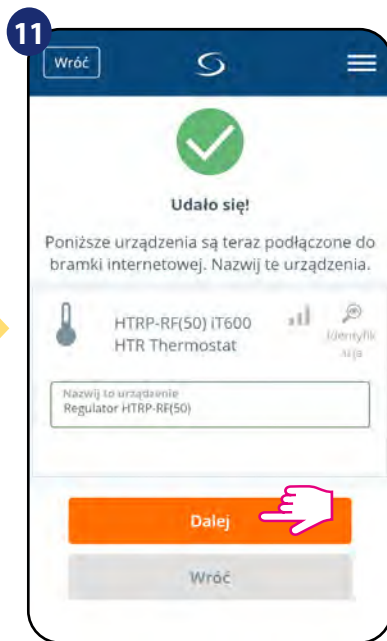 11
Wróć
Udało się!
Poniższe urządzenia są teraz podłączone do
bramki internetowej. Nazwij te urządzenia.
HTRP-RF(50) iT600
HTR Thermostat
Identyfik
acja
Nazwij to urządzenie
Regulator HTRP-RF(50)
Dalej
Wróć